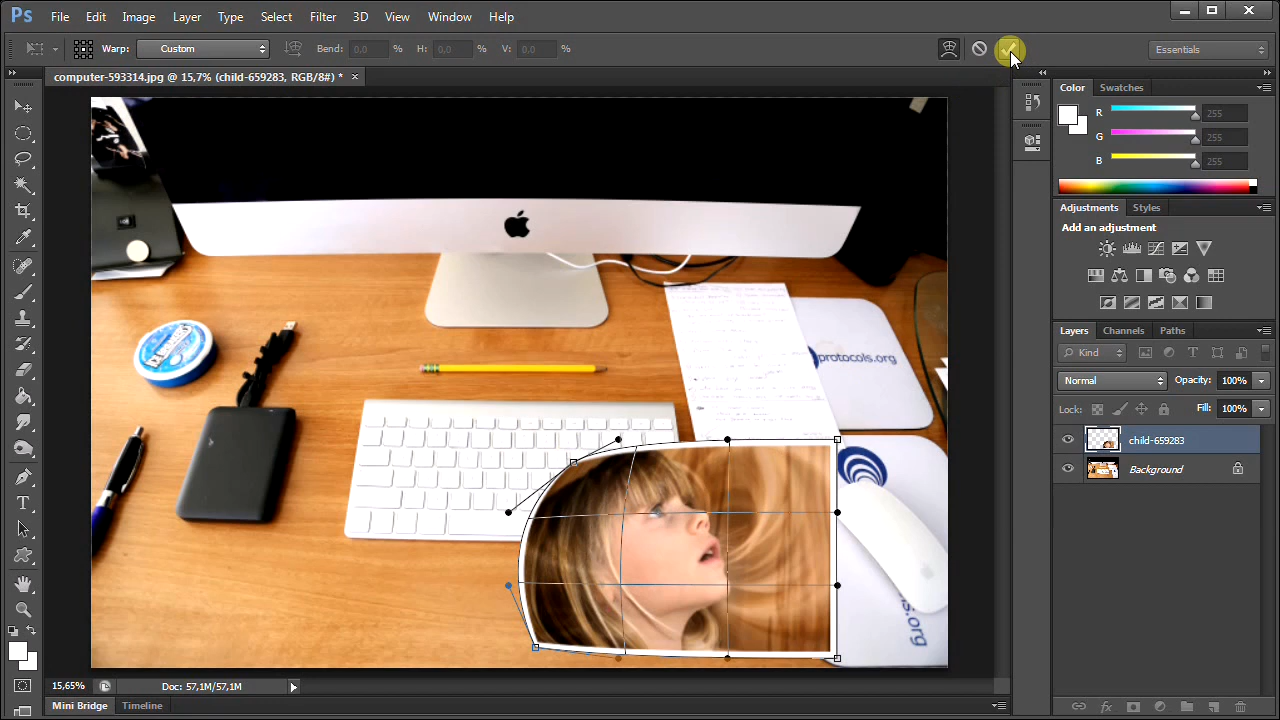 Ps File Edit Image Layer Type Select Filter 3D View Window Help
Warp: Custom Bend: 0.0 % H: 0,0 % V: 0.0 % Essentials
computer-593314.jpg @ 15,7% (child-659283, RGB/8#) * ×
Color Swatches
R 255
G 255
B 255
Adjustments Styles
Add an adjustment
Layers Channels Paths
Kind
Normal Opacity: 100%
Lock: Fill: 100%
child-659283
Background
protocols.org
ols.org
15,65% Doc: 57,1M/57,1M
Mini Bridge Timeline